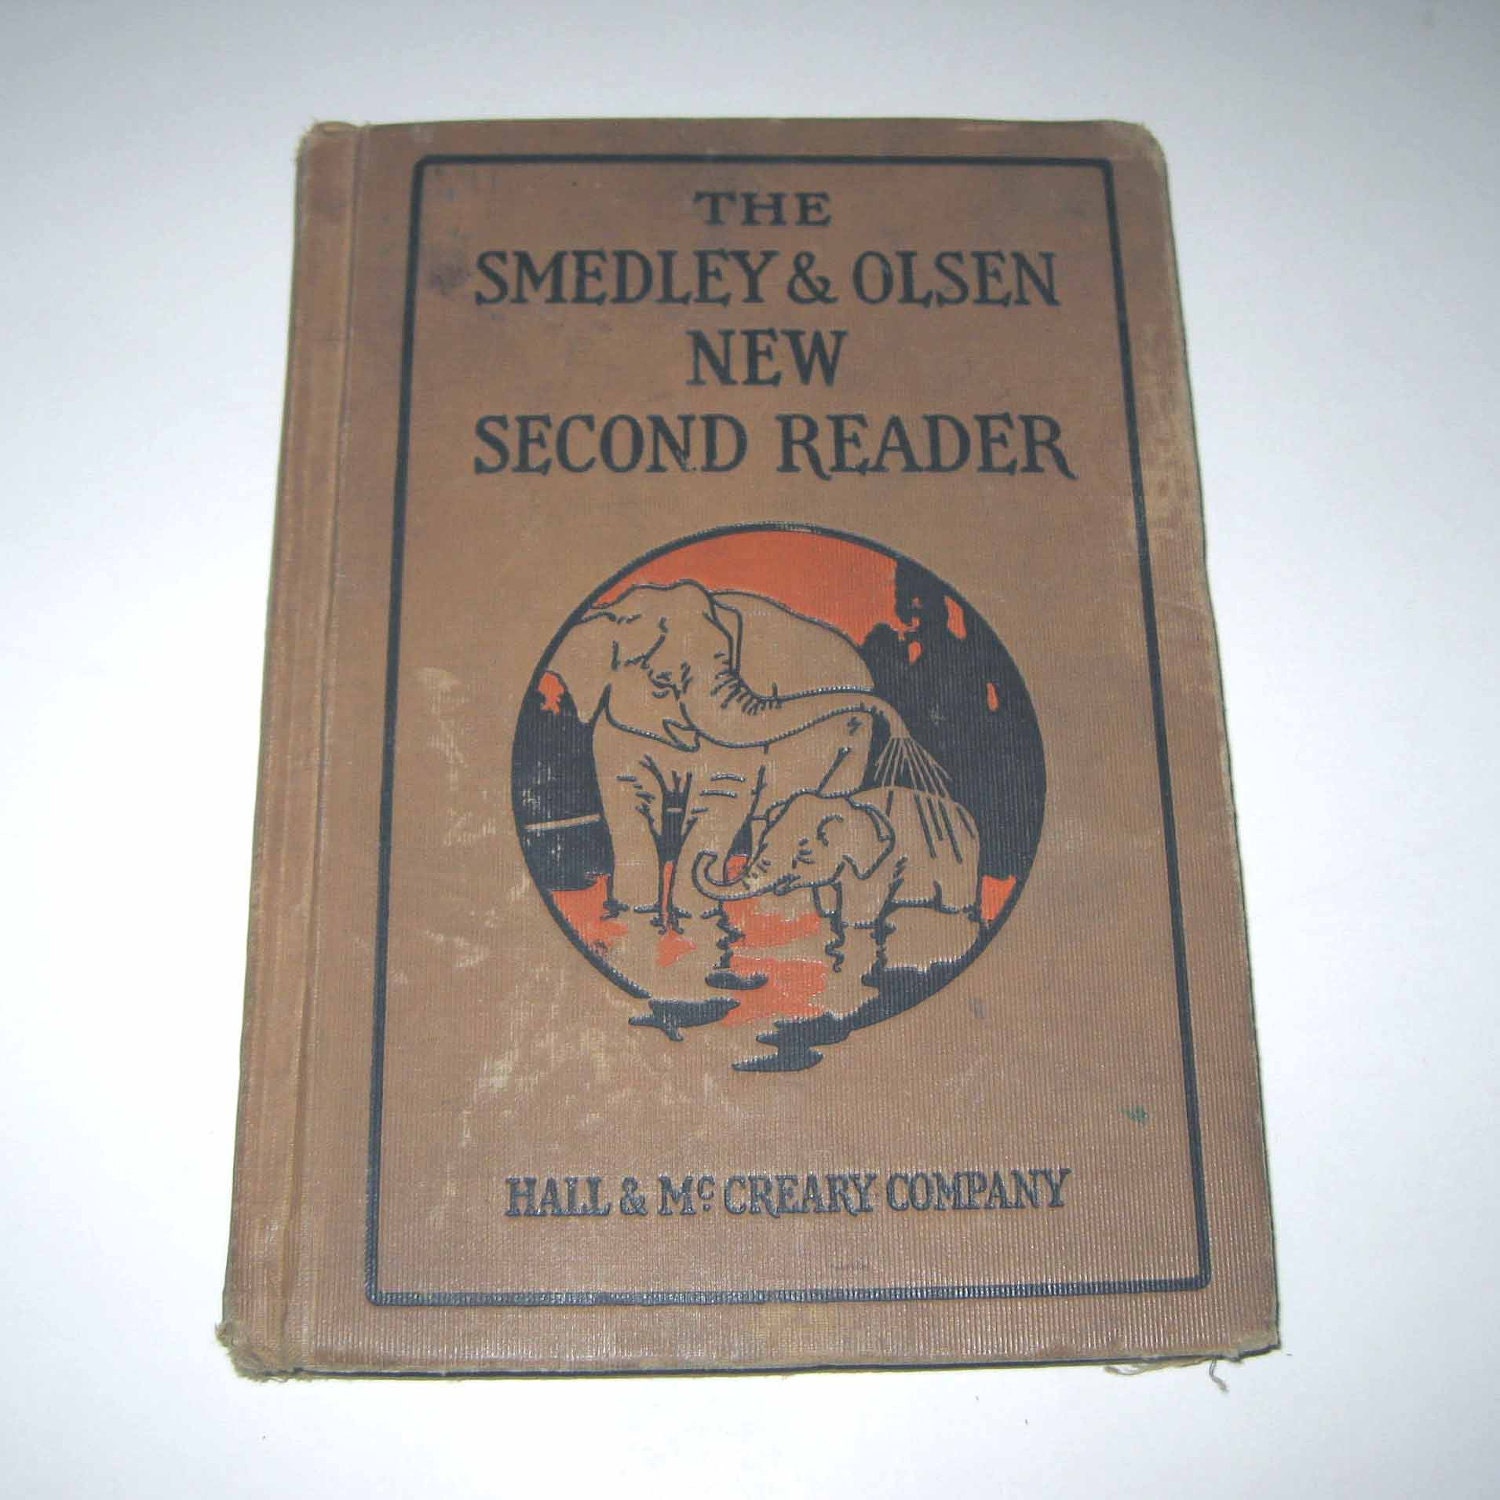 THE
SMEDLEY & OLSEN
NEW
SECOND READER
HALL & Mc CREARY COMPANY